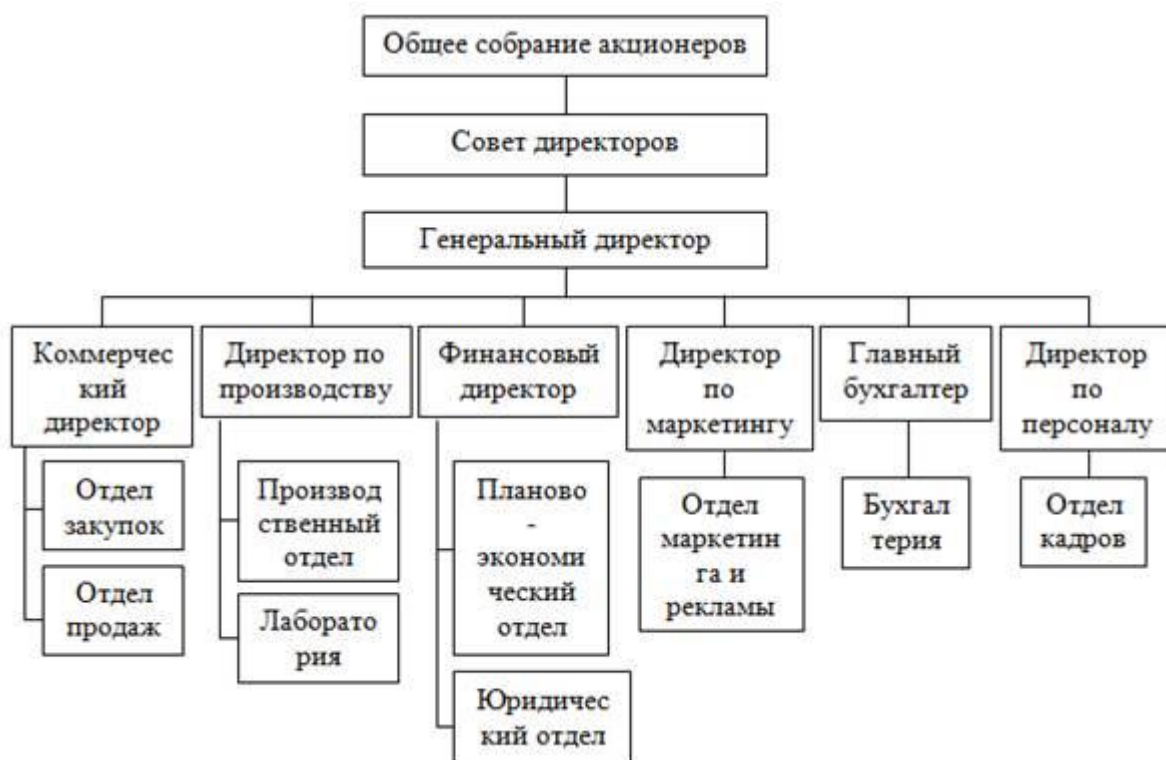 Общее собрание акционеров
Совет директоров
Генеральный директор
Коммерчес
кий
директор
Директор по
производству
Финансовый
директор
Директор
по
маркетингу
Главный
бухгалтер
Директор
по
персоналу
Отдел
закупок
Отдел
продаж
Производ
ственный
отдел
Лаборато
рия
Планово
-
экономи
ческий
отдел
Юридичес
кий отдел
Отдел
маркетин
га и
рекламы
Бухгал
терия
Отдел
кадров